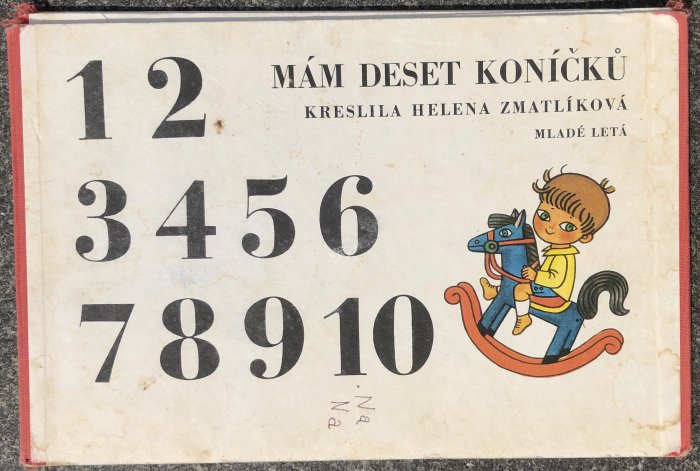 1 2
MÁM DESET KONÍČKŮ
KRESLILA HELENA ZMATLÍKOVÁ
MLADÉ LETÁ
3 4 5 6
7 8 9 10
Na
Na